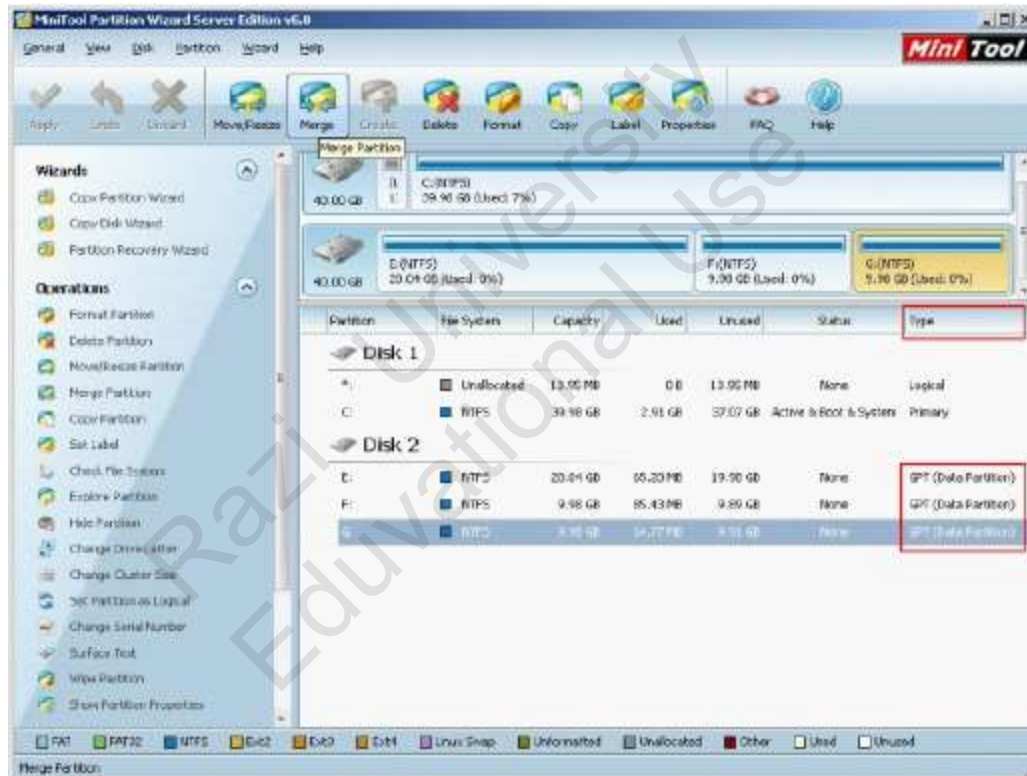 MiniTool Partition Wizard Server Edition v6.0
General View Disk Partition Wizard Help
Mini Tool
Apply Undo Discard Move/Resize Merge Create Delete Format Copy Label Properties FAQ Help
Merge Partition
Wizards
Copy Partition Wizard
Copy Disk Wizard
Partition Recovery Wizard
Operations
Format Partition
Delete Partition
Move/Resize Partition
Merge Partition
Copy Partition
Set Label
Check File System
Explore Partition
Hide Partition
Change Drive Letter
Change Cluster Size
Set Partition as Logical
Change Serial Number
Surface Test
Wipe Partition
Show Partition Properties
40.00 GB
C:(NTFS)
39.98 GB (Used: 7%)
40.00 GB
E:(NTFS)
20.04 GB (Used: 0%)
F:(NTFS)
9.98 GB (Used: 0%)
G:(NTFS)
9.98 GB (Used: 0%)
Partition File System Capacity Used Unused Status Type
Disk 1
*: Unallocated 13.95 MB 0 B 13.95 MB None Logical
C: NTFS 39.98 GB 2.91 GB 37.07 GB Active & Boot & System Primary
Disk 2
E: NTFS 20.04 GB 65.20 MB 19.98 GB None GPT (Data Partition)
F: NTFS 9.98 GB 85.43 MB 9.89 GB None GPT (Data Partition)
G: NTFS 9.98 GB None GPT (Data Partition)
FAT FAT32 NTFS Ext2 Ext3 Ext4 Linux Swap Unformatted Unallocated Other Used Unused
Merge Partition
Razi University
Eduvational Use